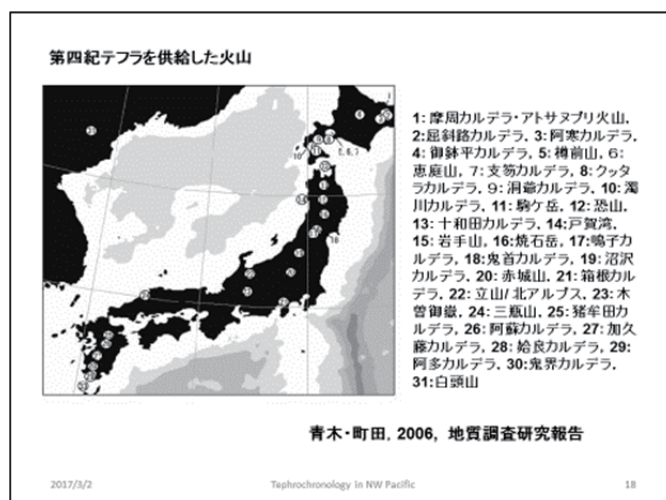 第四紀テフラを供給した火山
1: 摩周カルデラ・アトサヌプリ火山,
2:屈斜路カルデラ, 3: 阿寒カルデラ,
4: 御鉢平カルデラ, 5: 樽前山, 6:
恵庭山, 7: 支笏カルデラ, 8: クッタ
ラカルデラ, 9: 洞爺カルデラ, 10: 濁
川カルデラ, 11: 駒ケ岳, 12: 恐山,
13: 十和田カルデラ, 14: 戸賀湾,
15: 岩手山, 16: 焼石岳, 17: 鳴子カ
ルデラ, 18: 鬼首カルデラ, 19: 沼沢
カルデラ, 20: 赤城山, 21: 箱根カル
デラ, 22: 立山/北アルプス, 23: 木
曽御嶽, 24: 三瓶山, 25: 猪牟田カ
ルデラ, 26: 阿蘇カルデラ, 27: 加久
藤カルデラ, 28: 姶良カルデラ, 29:
阿多カルデラ, 30: 鬼界カルデラ,
31: 白頭山
青木・町田, 2006, 地質調査研究報告
2017/3/2
Tephrochronology in NW Pacific
18